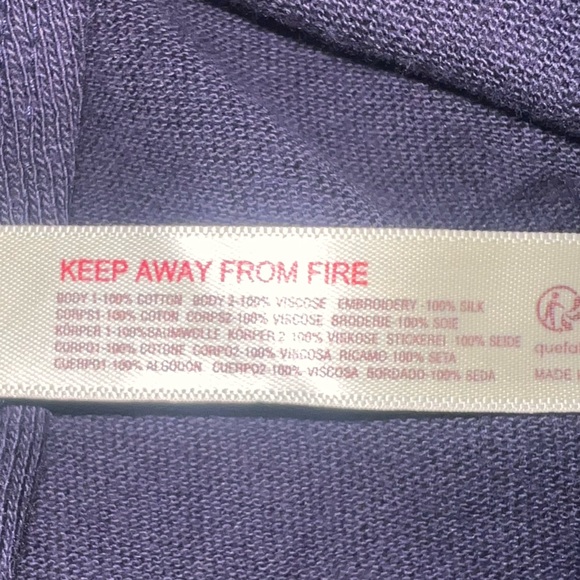 KEEP AWAY FROM FIRE
BODY 1-100% COTTON BODY 2-100% VISCOSE EMBROIDERY -100% SILK
CORPS1-100% COTON CORPS2-100% VISCOSE BRODERIE-100% SOIE
KÖRPER 1-100%BAUMWOLLE KÖRPER 2 100% VISKOSE STICKEREI 100% SEIDE
CORPO1-100% COTONE CORPO2-100% VISCOSA RICAMO 100% SETA
CUERPO1-100% ALGODON CUERPO2-100% VISCOSA BORDADO-100% SEDA
quefai
MADE I